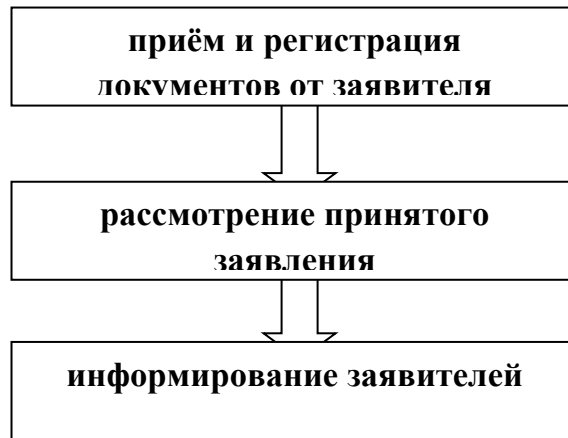 приём и регистрация
документов от заявителя
рассмотрение принятого
заявления
информирование заявителей